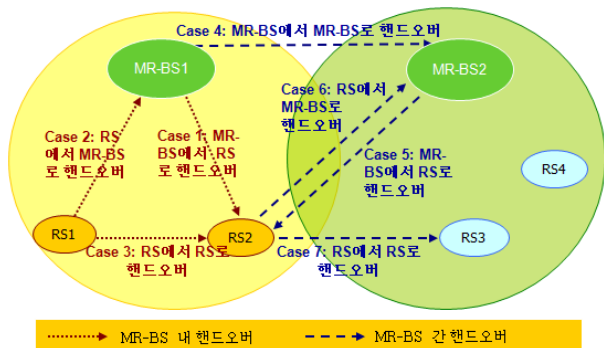 Case 4: MR-BS에서 MR-BS로 핸드오버
MR-BS1
MR-BS2
Case 6: RS에서
MR-BS로
핸드오버
Case 2: RS
에서 MR-BS
로 핸드오버
Case 1: MR-
BS에서 RS
로 핸드오버
Case 5: MR-
BS에서 RS로
핸드오버
RS4
RS1
RS2
RS3
Case 3: RS에서 RS로
핸드오버
Case 7: RS에서 RS로
핸드오버
MR-BS 내 핸드오버
MR-BS 간 핸드오버